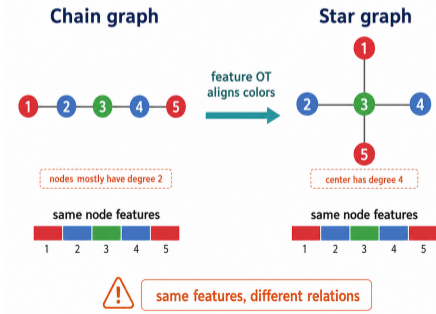 Chain graph
1 2 3 4 5
nodes mostly have degree 2
same node features
1 2 3 4 5
feature OT
aligns colors
Star graph
1
2 3 4
5
center has degree 4
same node features
1 2 3 4 5
same features, different relations